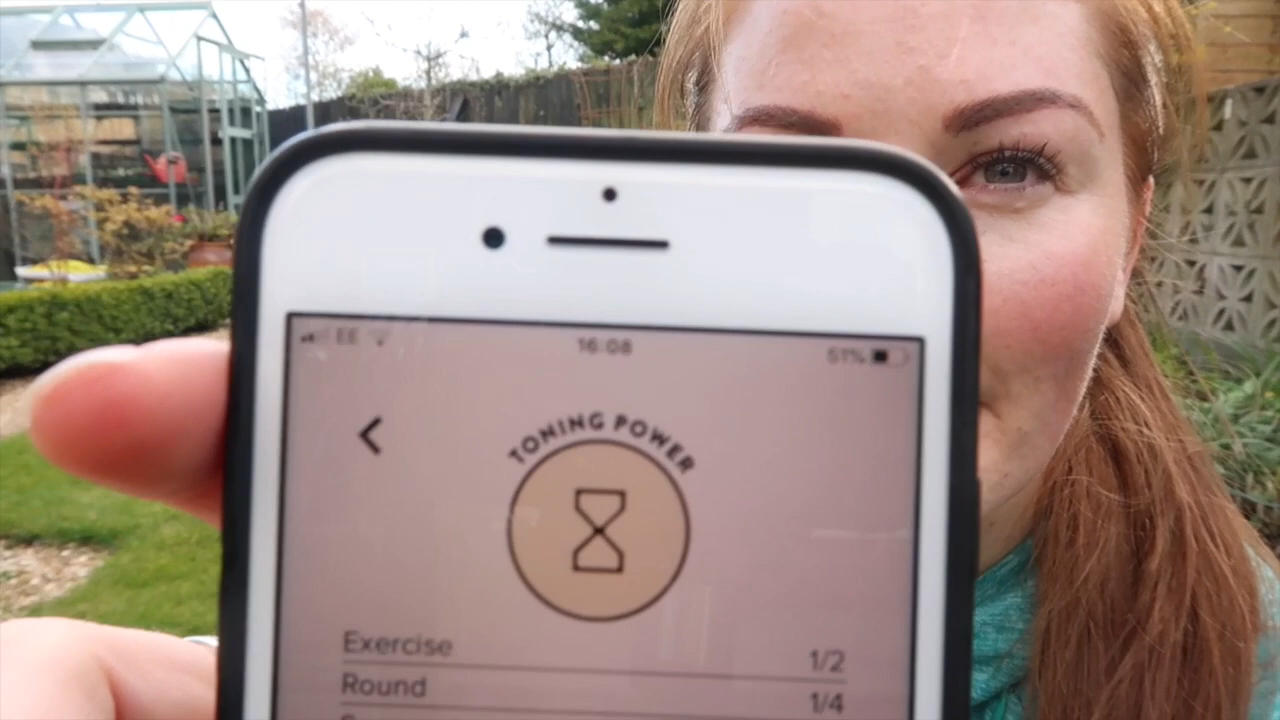 EE 16:08 51%
TONING POWER
Exercise 1/2
Round 1/4